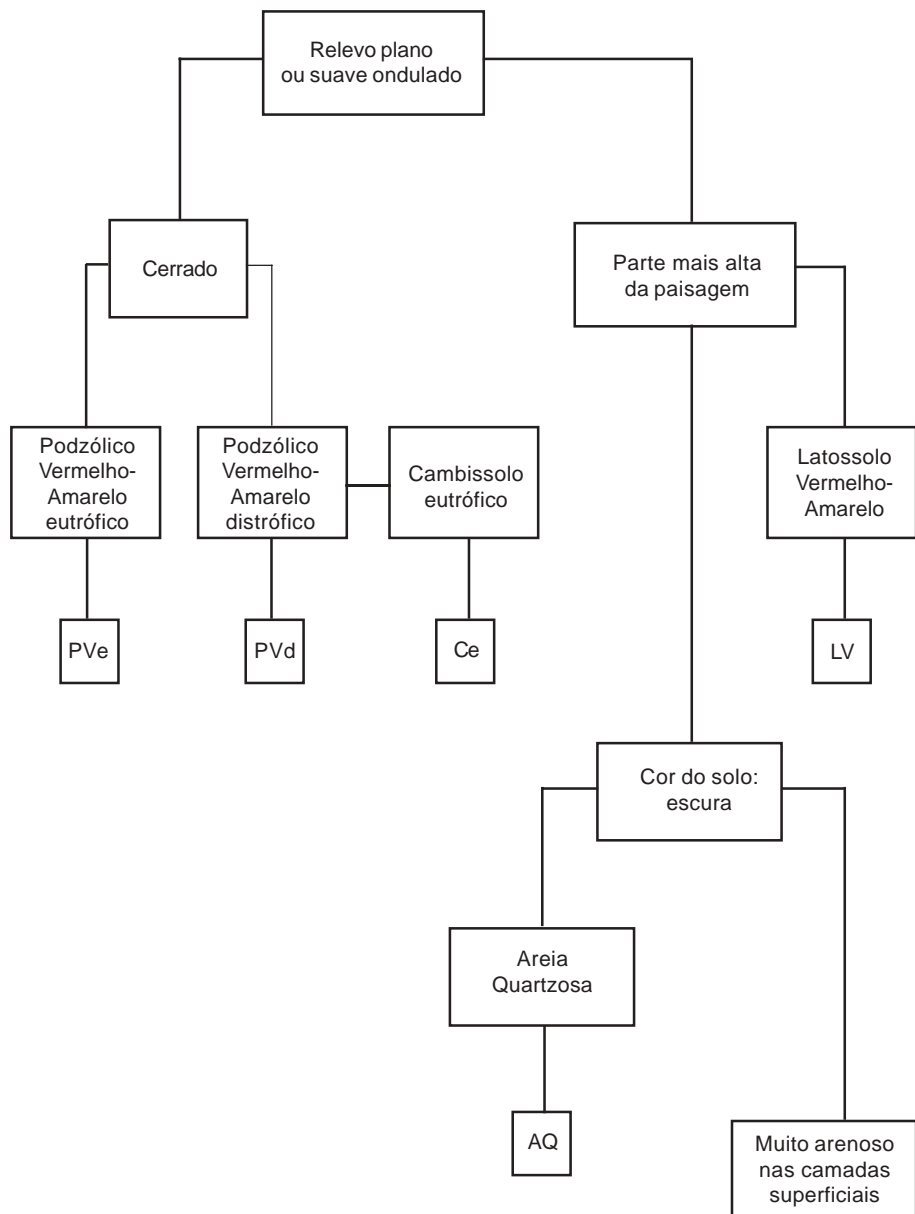 Relevo plano
ou suave ondulado
Cerrado
Parte mais alta
da paisagem
Podzólico
Vermelho-
Amarelo
eutrófico
Podzólico
Vermelho-
Amarelo
distrófico
Cambissolo
eutrófico
Latossolo
Vermelho-
Amarelo
PVe
PVd
Ce
LV
Cor do solo:
escura
Areia
Quartzosa
AQ
Muito arenoso
nas camadas
superficiais